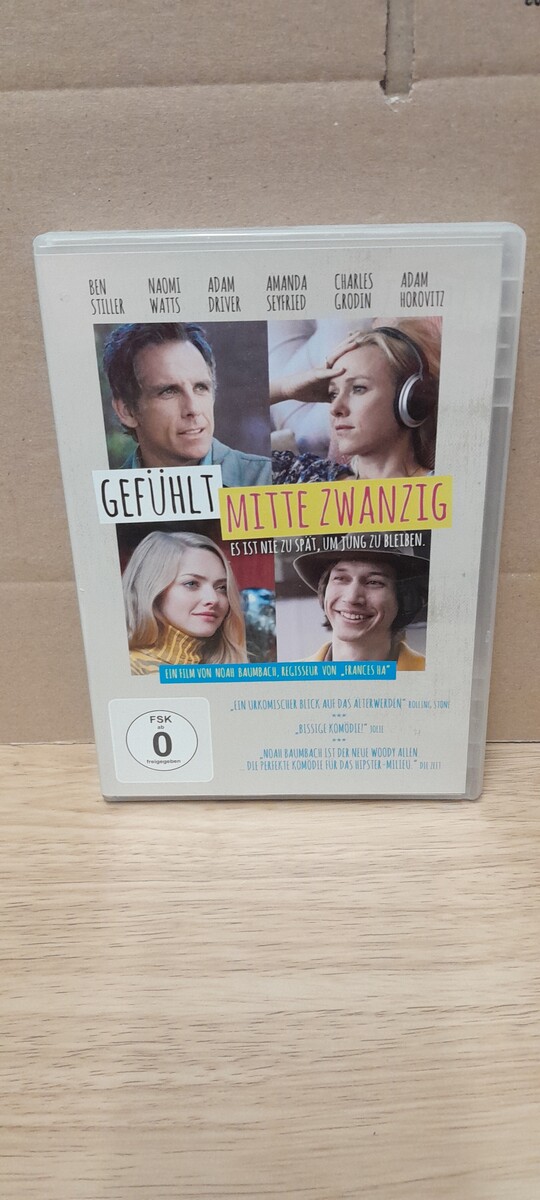 BEN NAOMI ADAM AMANDA CHARLES ADAM
STILLER WATTS DRIVER SEYFRIED GRODIN HOROVITZ
GEFÜHLT MITTE ZWANZIG
ES IST NIE ZU SPÄT, UM JUNG ZU BLEIBEN.
EIN FILM VON NOAH BAUMBACH, REGISSEUR VON „FRANCES HA“
„EIN URKOMISCHER BLICK AUF DAS ÄLTERWERDEN“ ROLLING STONE
„BISSIGE KOMÖDIE!“ JOLIE
„NOAH BAUMBACH IST DER NEUE WOODY ALLEN.
DIE PERFEKTE KOMÖDIE FÜR DAS HIPSTER-MILIEU.“ DIE ZEIT
FSK
ab
0
freigegeben